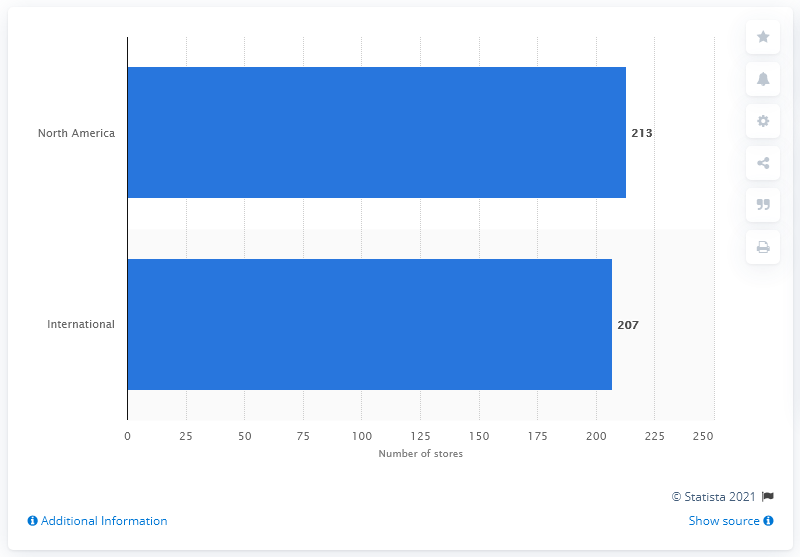 North America
213
International
207
0 25 50 75 100 125 150 175 200 225 250
Number of stores
© Statista 2021
Additional Information
Show source